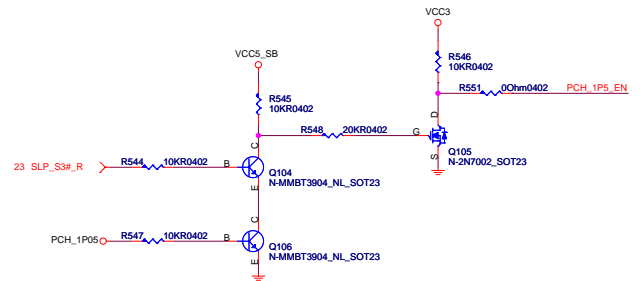 VCC3
VCC5_SB
R546
10KR0402
R551
0Ohm0402
PCH_1P5_EN
R545
10KR0402
D
R548
20KR0402
G
C
S
Q105
N-2N7002_SOT23
23 SLP_S3#_R
R544
10KR0402
B
Q104
N-MMBT3904_NL_SOT23
E
C
PCH_1P05
R547
10KR0402
B
Q106
N-MMBT3904_NL_SOT23
E